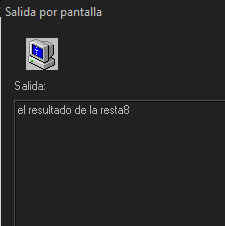 Salida por pantalla
Salida:
el resultado de la resta8